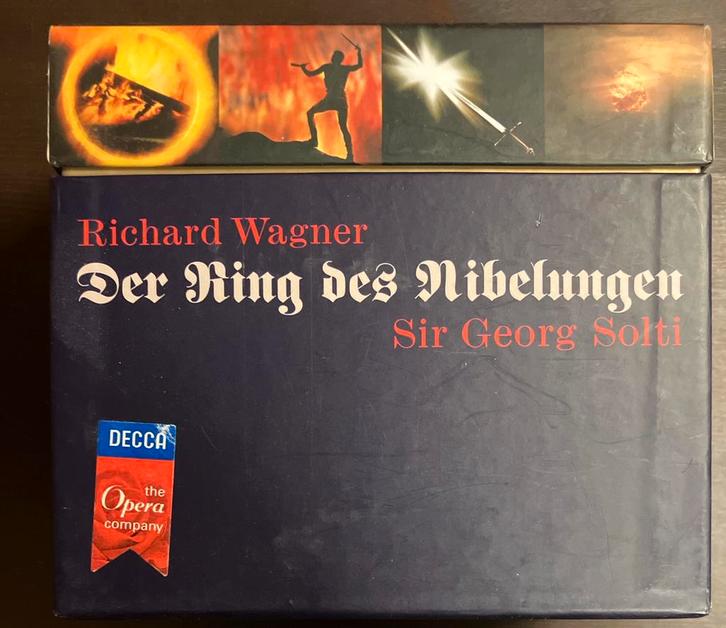 Richard Wagner
Der Ring des Nibelungen
Sir Georg Solti
DECCA
the
Opera
company